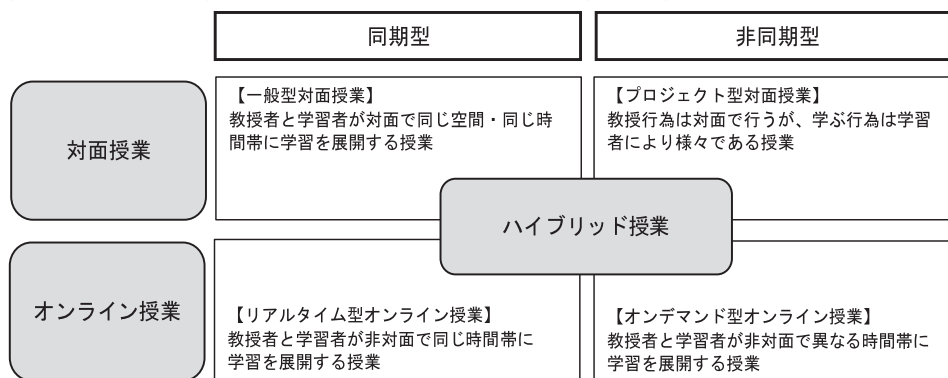 同期型
非同期型
対面授業
【一般型対面授業】
教授者と学習者が対面で同じ空間・同じ時
間帯に学習を展開する授業
【プロジェクト型対面授業】
教授行為は対面で行うが、学ぶ行為は学習
者により様々である授業
ハイブリッド授業
オンライン授業
【リアルタイム型オンライン授業】
教授者と学習者が非対面で同じ時間帯に
学習を展開する授業
【オンデマンド型オンライン授業】
教授者と学習者が非対面で異なる時間帯に
学習を展開する授業